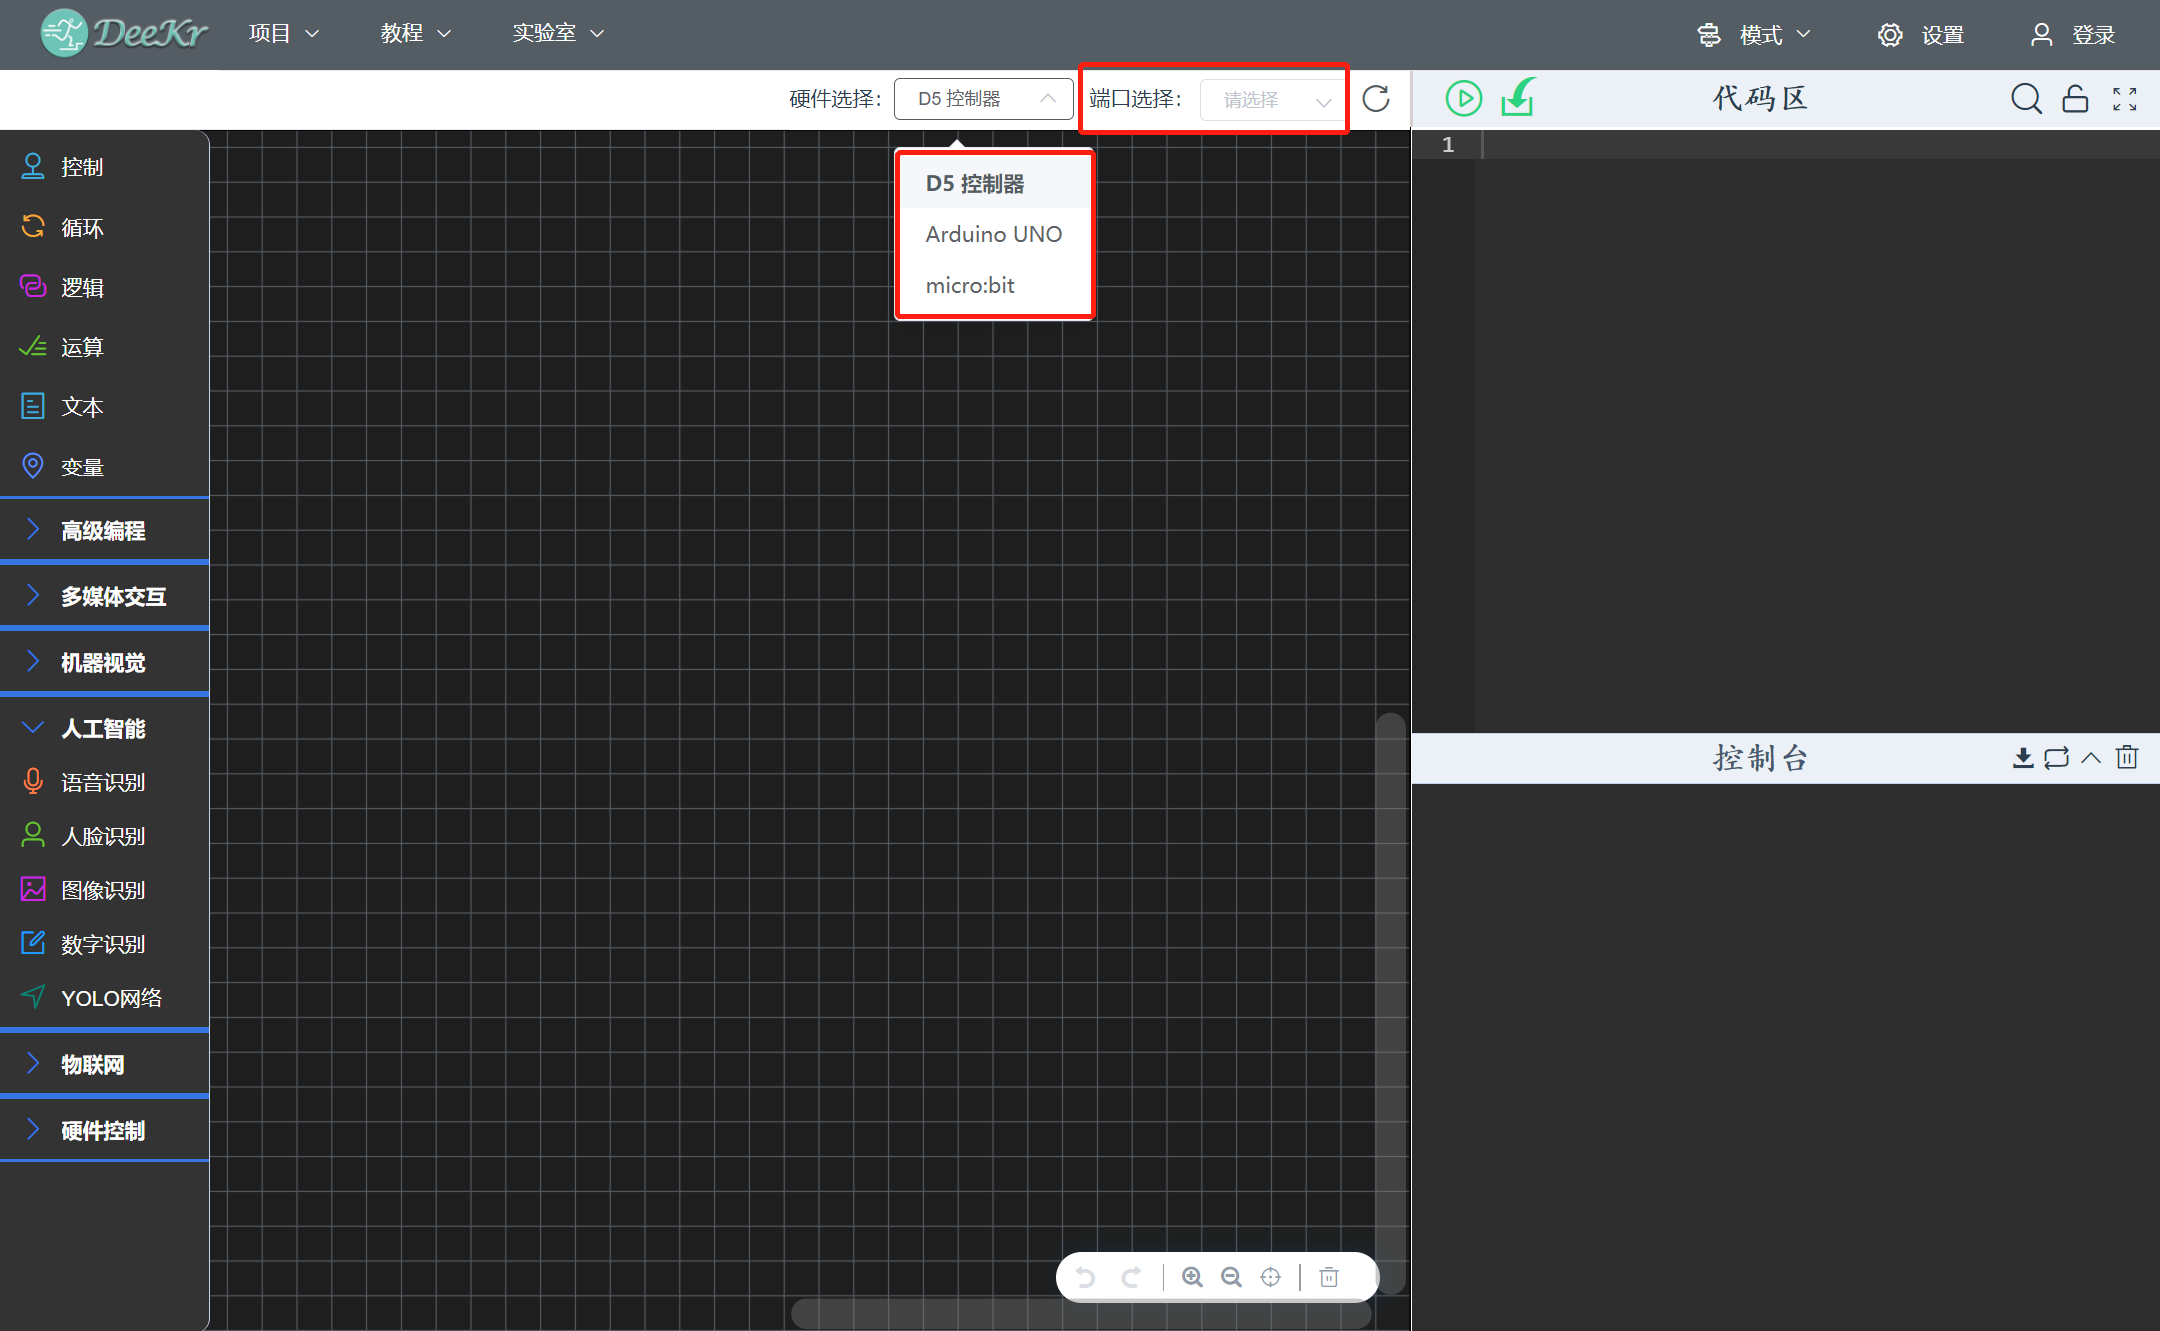 DeeKr
项目
教程
实验室
模式
设置
登录
硬件选择：
D5 控制器
端口选择：
请选择
代码区
D5 控制器
Arduino UNO
micro:bit
1
控制
循环
逻辑
运算
文本
变量
高级编程
多媒体交互
机器视觉
人工智能
语音识别
人脸识别
图像识别
数字识别
YOLO网络
物联网
硬件控制
控制台